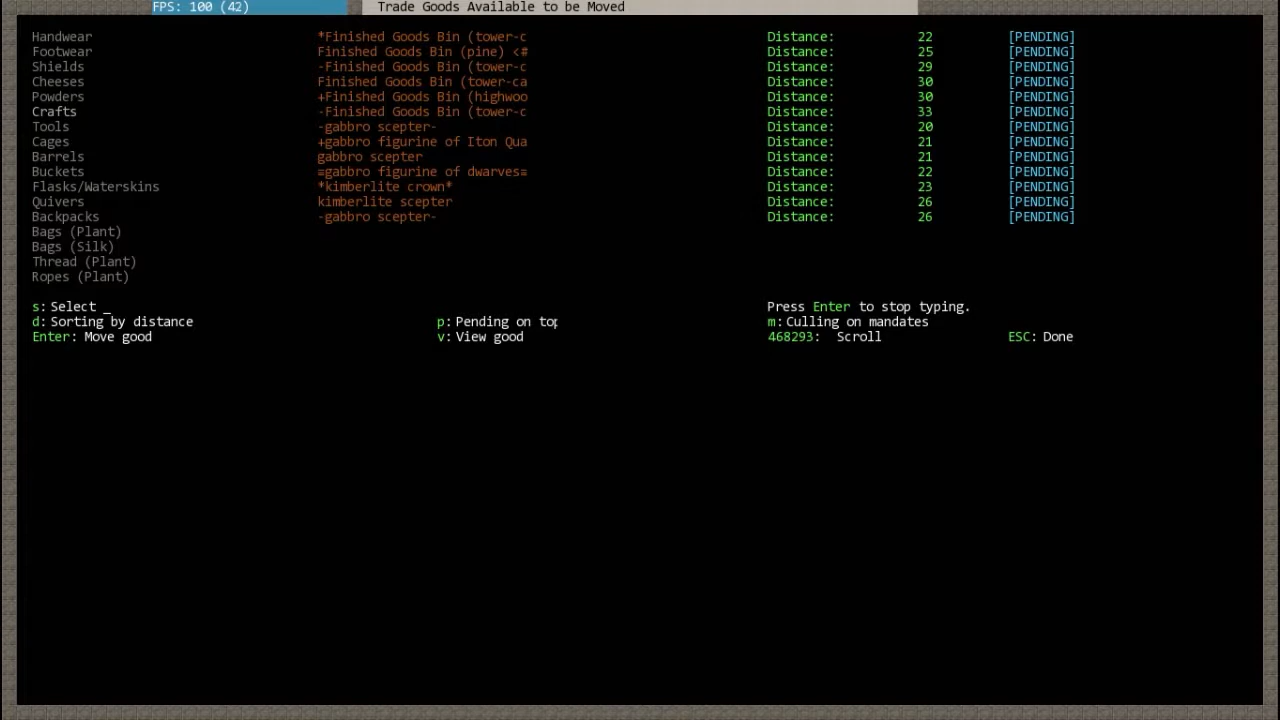 FPS: 100 (42) Trade Goods Available to be Moved
Handwear *Finished Goods Bin (tower-c Distance: 22 [PENDING]
Footwear Finished Goods Bin (pine) <# Distance: 25 [PENDING]
Shields -Finished Goods Bin (tower-c Distance: 29 [PENDING]
Cheeses Finished Goods Bin (tower-ca Distance: 30 [PENDING]
Powders +Finished Goods Bin (highwoo Distance: 30 [PENDING]
Crafts -Finished Goods Bin (tower-c Distance: 33 [PENDING]
Tools -gabbro scepter- Distance: 20 [PENDING]
Cages +gabbro figurine of Iton Qua Distance: 21 [PENDING]
Barrels gabbro scepter Distance: 21 [PENDING]
Buckets ≡gabbro figurine of dwarves≡ Distance: 22 [PENDING]
Flasks/Waterskins *kimberlite crown* Distance: 23 [PENDING]
Quivers kimberlite scepter Distance: 26 [PENDING]
Backpacks -gabbro scepter- Distance: 26 [PENDING]
Bags (Plant)
Bags (Silk)
Thread (Plant)
Ropes (Plant)
s: Select _ Press Enter to stop typing.
d: Sorting by distance p: Pending on top m: Culling on mandates
Enter: Move good v: View good 468293: Scroll ESC: Done